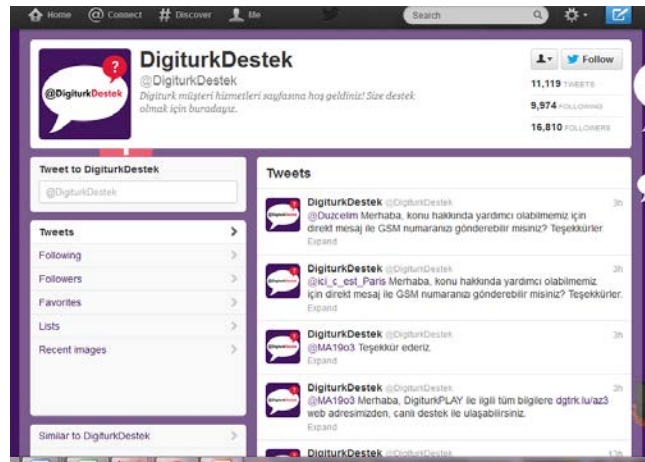 Home @ Connect # Discover Me Search
@DigiturkDestek ?
DigiturkDestek
@DigiturkDestek
Digiturk müşteri hizmetleri sayfasına hoş geldiniz! Size destek
olmak için buradayız.
Follow
11,119 TWEETS
9,974 FOLLOWING
16,810 FOLLOWERS
Tweet to DigiturkDestek
@DigiturkDestek
Tweets
Following
Followers
Favorites
Lists
Recent images
Similar to DigiturkDestek
Tweets
DigiturkDestek @DigiturkDestek 3h
@Duzcelim Merhaba, konu hakkında yardımcı olabilmemiz için
direkt mesaj ile GSM numaranızı gönderebilir misiniz? Teşekkürler.
Expand
DigiturkDestek @DigiturkDestek 3h
@ici_c_est_Paris Merhaba, konu hakkında yardımcı olabilmemiz
için direkt mesaj ile GSM numaranızı gönderebilir misiniz? Teşekkürler.
Expand
DigiturkDestek @DigiturkDestek 3h
@MA19o3 Teşekkür ederiz.
Expand
DigiturkDestek @DigiturkDestek 3h
@MA19o3 Merhaba, DigiturkPLAY ile ilgili tüm bilgilere dgtrk.lu/az3
web adresimizden, canlı destek ile ulaşabilirsiniz.
Expand
DigiturkDestek @DigiturkDestek 13h